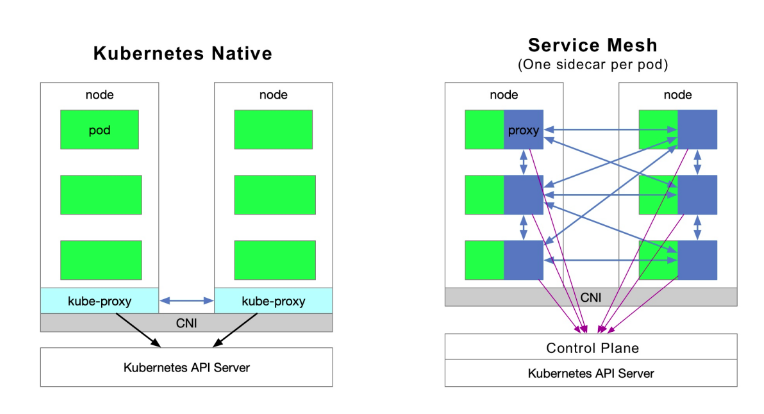 Kubernetes Native
node
node
pod
kube-proxy
kube-proxy
CNI
Kubernetes API Server
Service Mesh
(One sidecar per pod)
node
node
proxy
CNI
Control Plane
Kubernetes API Server